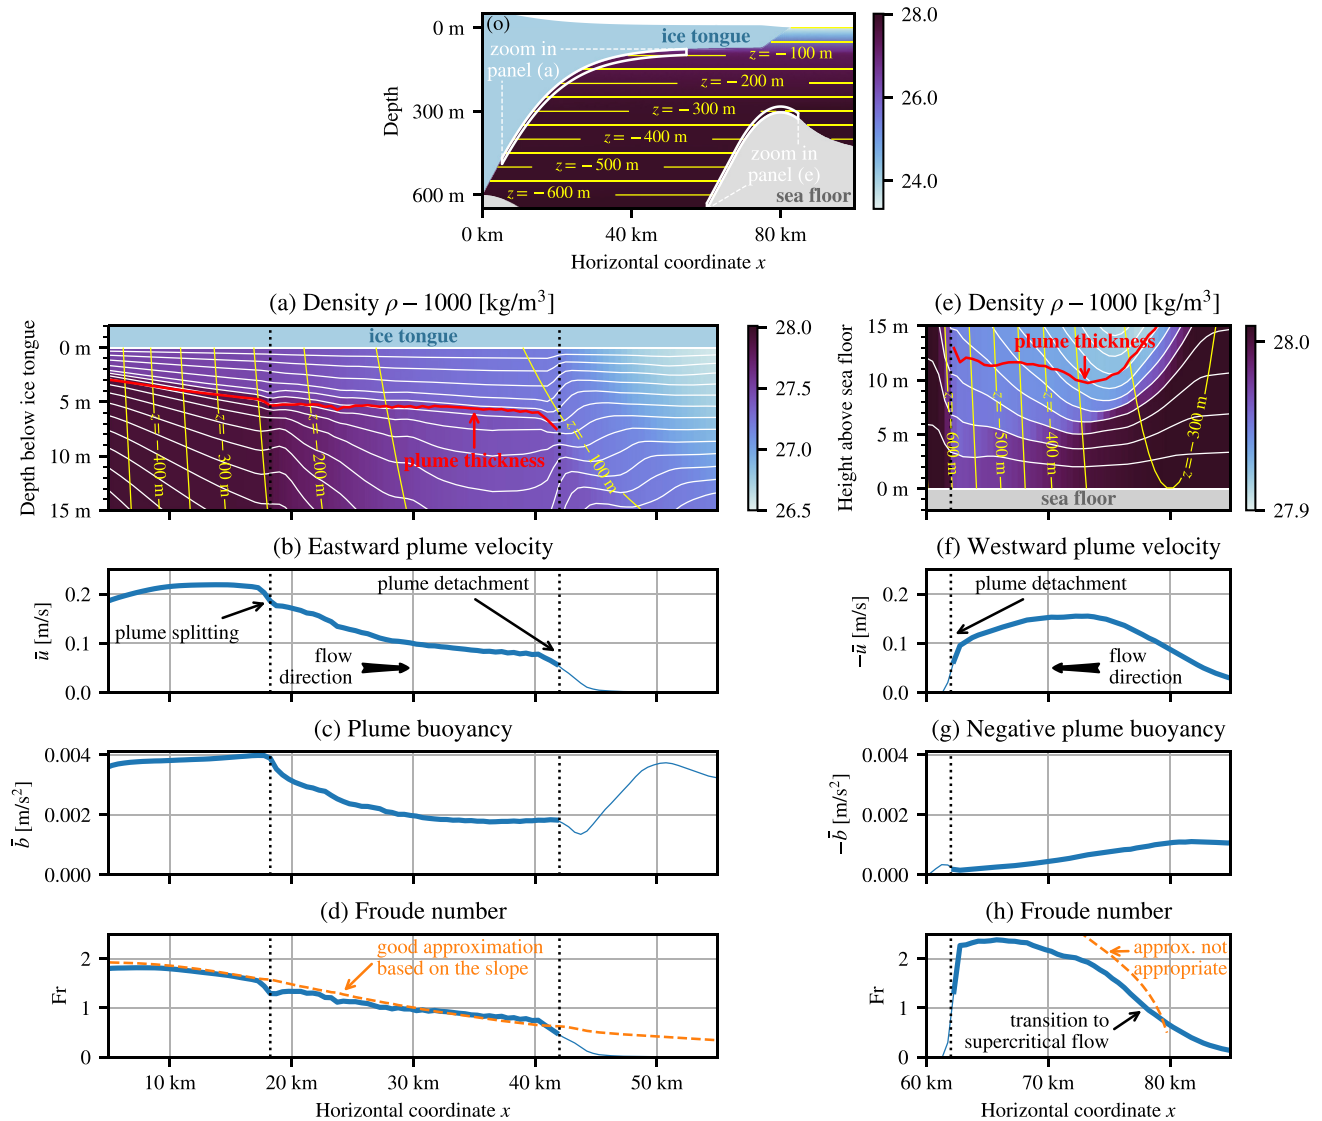 (o)
ice tongue
zoom in
panel (a)
z = −100 m
z = −200 m
z = −300 m
z = −400 m
z = −500 m
z = −600 m
zoom in
panel (e)
sea floor
0 m
300 m
600 m
Depth
0 km 40 km 80 km
Horizontal coordinate x
28.0
26.0
24.0
(a) Density ρ − 1000 [kg/m³]
ice tongue
0 m
5 m
10 m
15 m
Depth below ice tongue
z = −400 m
z = −300 m
z = −200 m
z = −100 m
plume thickness
28.0
27.5
27.0
26.5
(e) Density ρ − 1000 [kg/m³]
15 m
10 m
5 m
0 m
Height above sea floor
plume thickness
z = −600 m
z = −500 m
z = −400 m
z = −300 m
sea floor
28.0
27.9
(b) Eastward plume velocity
0.2
0.1
0.0
ū [m/s]
plume splitting
plume detachment
flow
direction
(f) Westward plume velocity
0.2
0.1
0.0
−ū [m/s]
plume detachment
flow
direction
(c) Plume buoyancy
0.004
0.002
0.000
b̄ [m/s²]
(g) Negative plume buoyancy
0.004
0.002
0.000
−b̄ [m/s²]
(d) Froude number
2
1
0
Fr
good approximation
based on the slope
10 km 20 km 30 km 40 km 50 km
Horizontal coordinate x
(h) Froude number
2
1
0
Fr
approx. not
appropriate
transition to
supercritical flow
60 km 70 km 80 km
Horizontal coordinate x